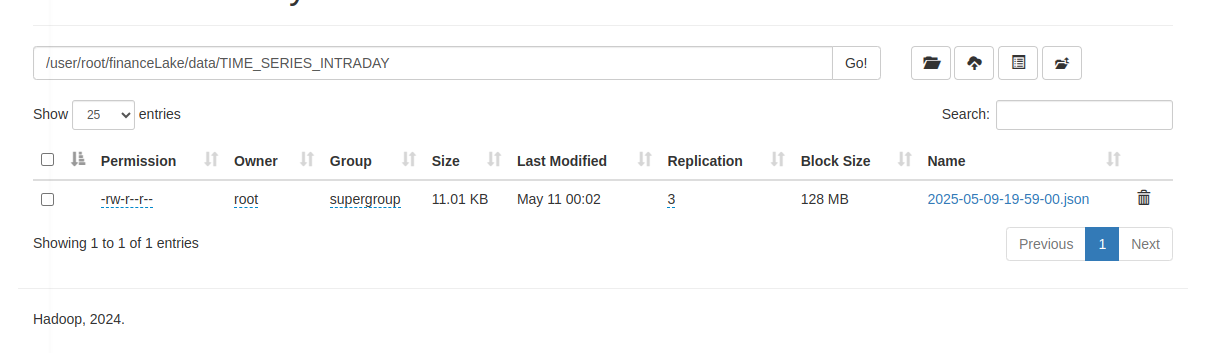 /user/root/financeLake/data/TIME_SERIES_INTRADAY Go!
Show 25 entries Search:
Permission Owner Group Size Last Modified Replication Block Size Name
-rw-r--r-- root supergroup 11.01 KB May 11 00:02 3 128 MB 2025-05-09-19-59-00.json
Showing 1 to 1 of 1 entries Previous 1 Next
Hadoop, 2024.